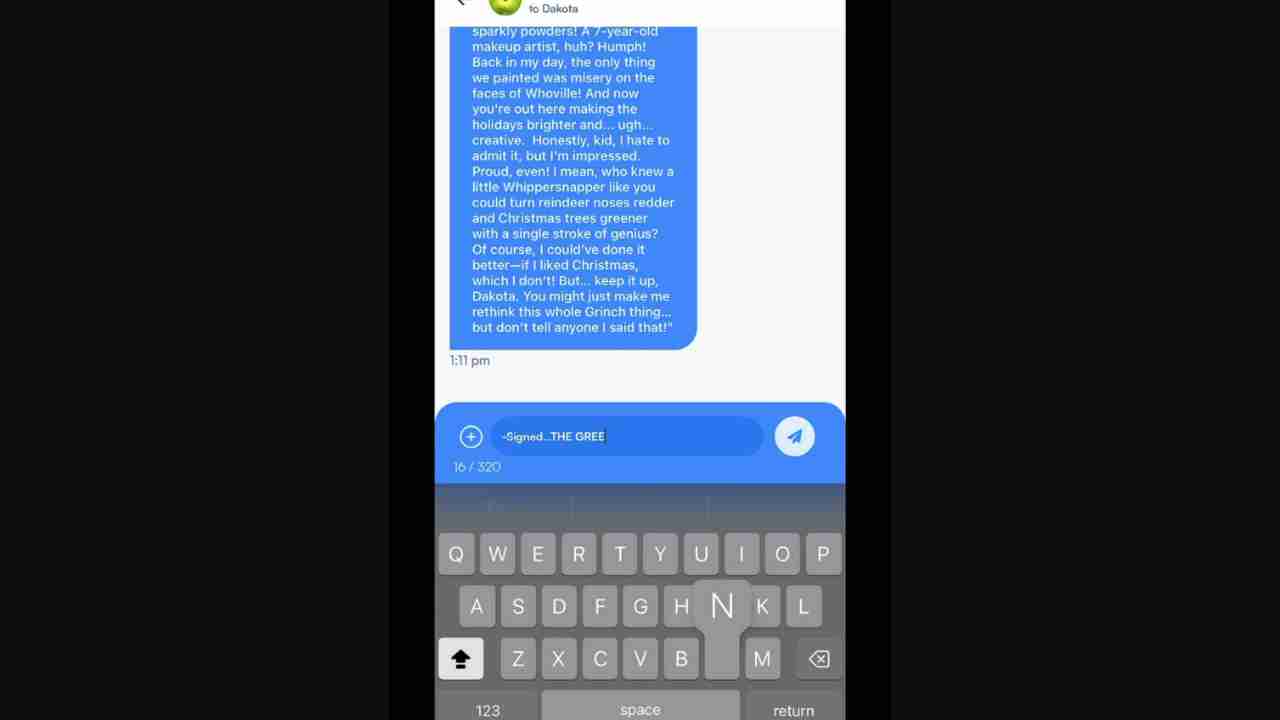 to Dakota
sparkly powders! A 7-year-old
makeup artist, huh? Humph!
Back in my day, the only thing
we painted was misery on the
faces of Whoville! And now
you're out here making the
holidays brighter and... ugh...
creative.  Honestly, kid, I hate to
admit it, but I'm impressed.
Proud, even! I mean, who knew a
little Whippersnapper like you
could turn reindeer noses redder
and Christmas trees greener
with a single stroke of genius?
Of course, I could've done it
better—if I liked Christmas,
which I don't! But... keep it up,
Dakota. You might just make me
rethink this whole Grinch thing...
but don't tell anyone I said that!"
1:11 pm
-Signed...THE GREE
16 / 320
Q W E R T Y U I O P
A S D F G H N K L
Z X C V B M
123 space return